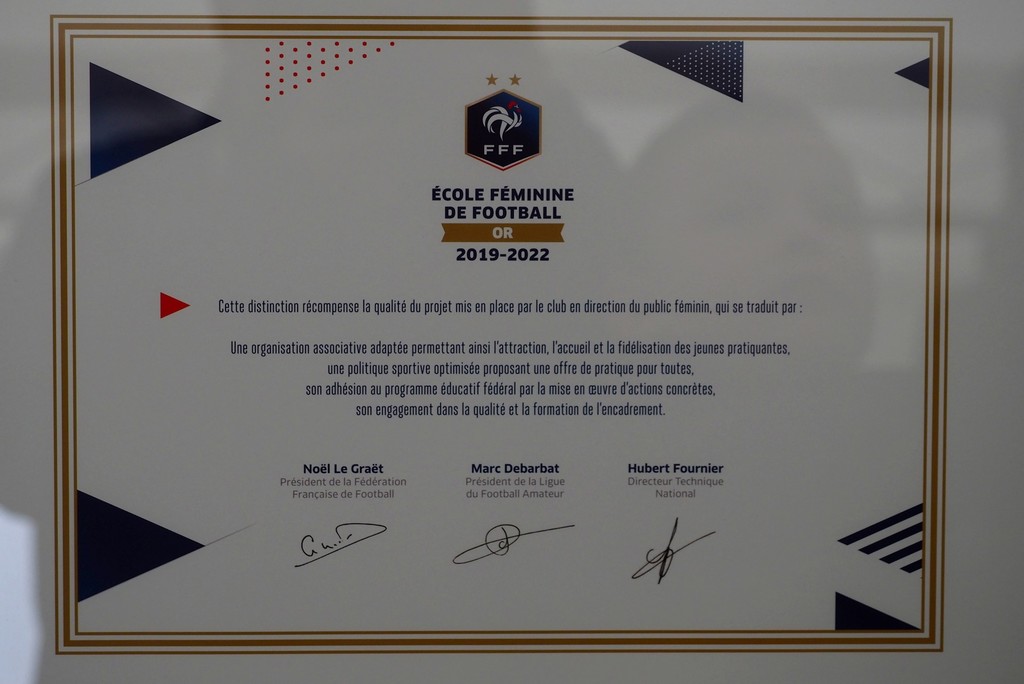 FFF
ÉCOLE FÉMININE
DE FOOTBALL
OR
2019-2022
Cette distinction récompense la qualité du projet mis en place par le club en direction du public féminin, qui se traduit par :
Une organisation associative adaptée permettant ainsi l'attraction, l'accueil et la fidélisation des jeunes pratiquantes,
une politique sportive optimisée proposant une offre de pratique pour toutes,
son adhésion au programme éducatif fédéral par la mise en œuvre d'actions concrètes,
son engagement dans la qualité et la formation de l'encadrement.
Noël Le Graët
Président de la Fédération
Française de Football
Marc Debarbat
Président de la Ligue
du Football Amateur
Hubert Fournier
Directeur Technique
National